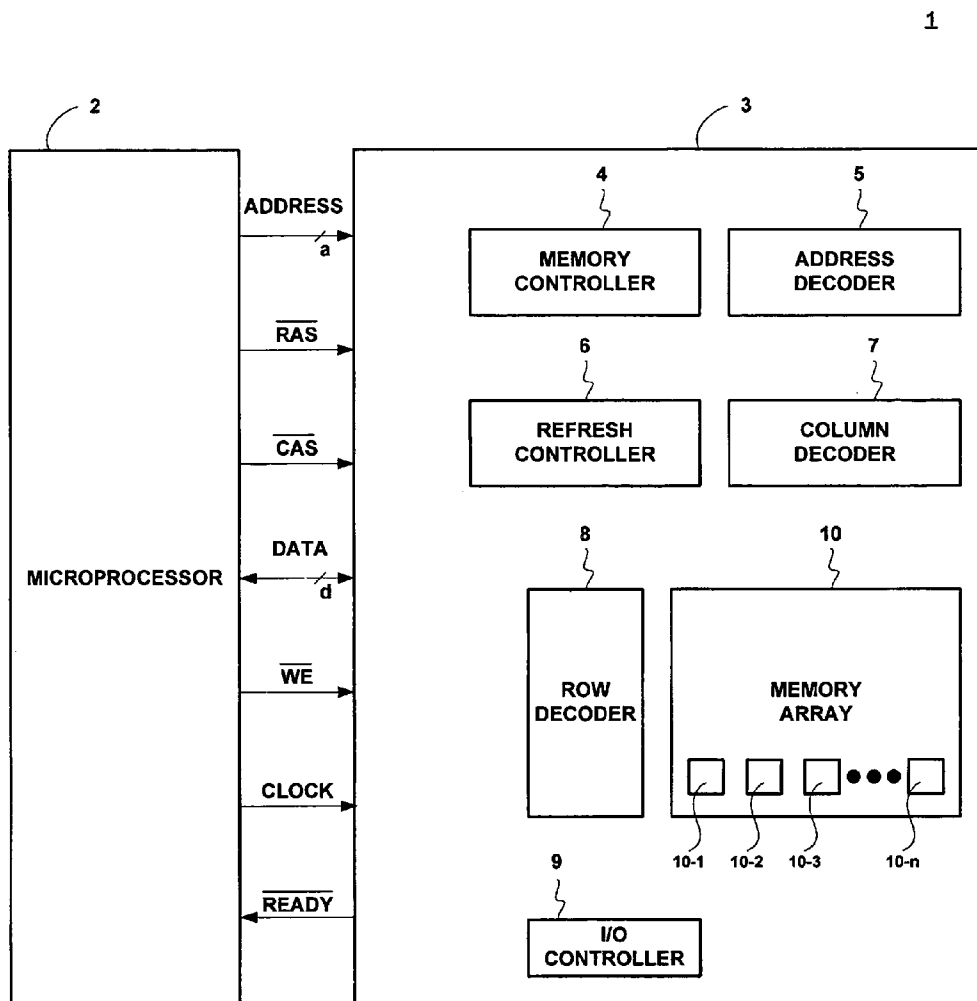 1
2
3
ADDRESS
a
4
5
MEMORY
CONTROLLER
ADDRESS
DECODER
RAS
6
7
CAS
REFRESH
CONTROLLER
COLUMN
DECODER
DATA
d
MICROPROCESSOR
8
10
WE
ROW
DECODER
MEMORY
ARRAY
CLOCK
10-1
10-2
10-3
10-n
READY
9
I/O
CONTROLLER